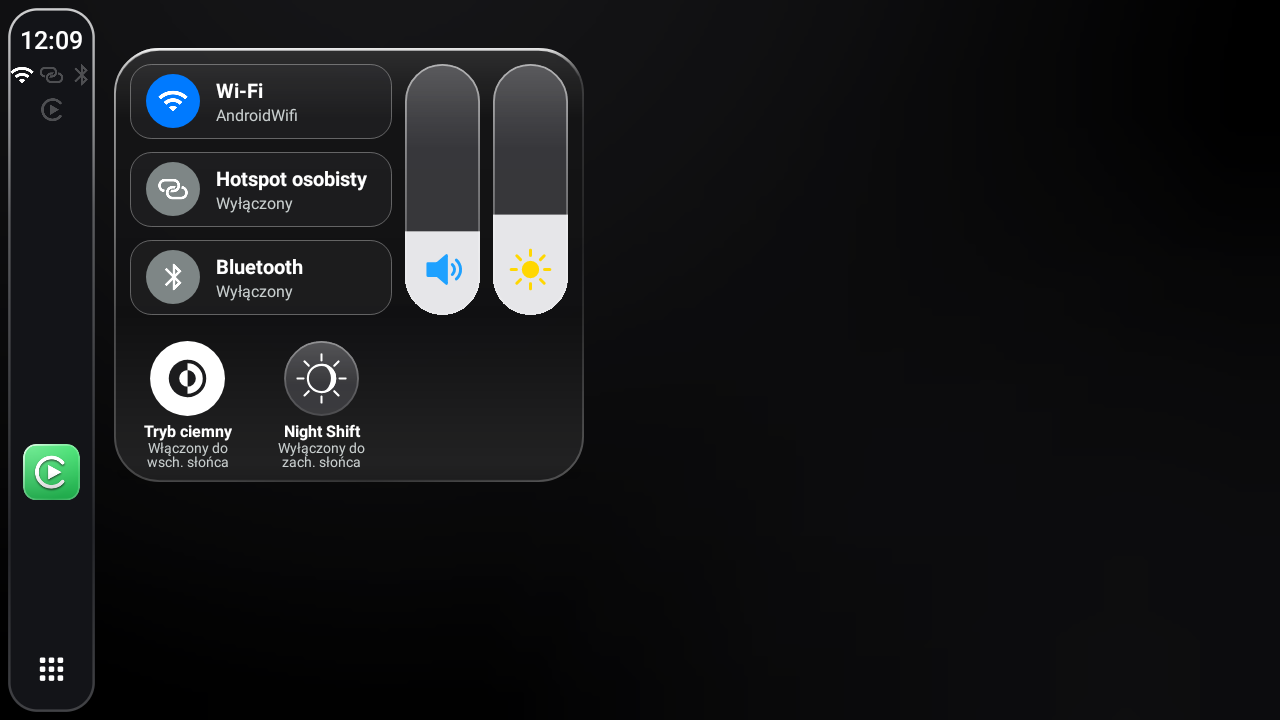 12:09
Wi-Fi
AndroidWifi
Hotspot osobisty
Wyłączony
Bluetooth
Wyłączony
Tryb ciemny
Włączony do
wsch. słońca
Night Shift
Wyłączony do
zach. słońca